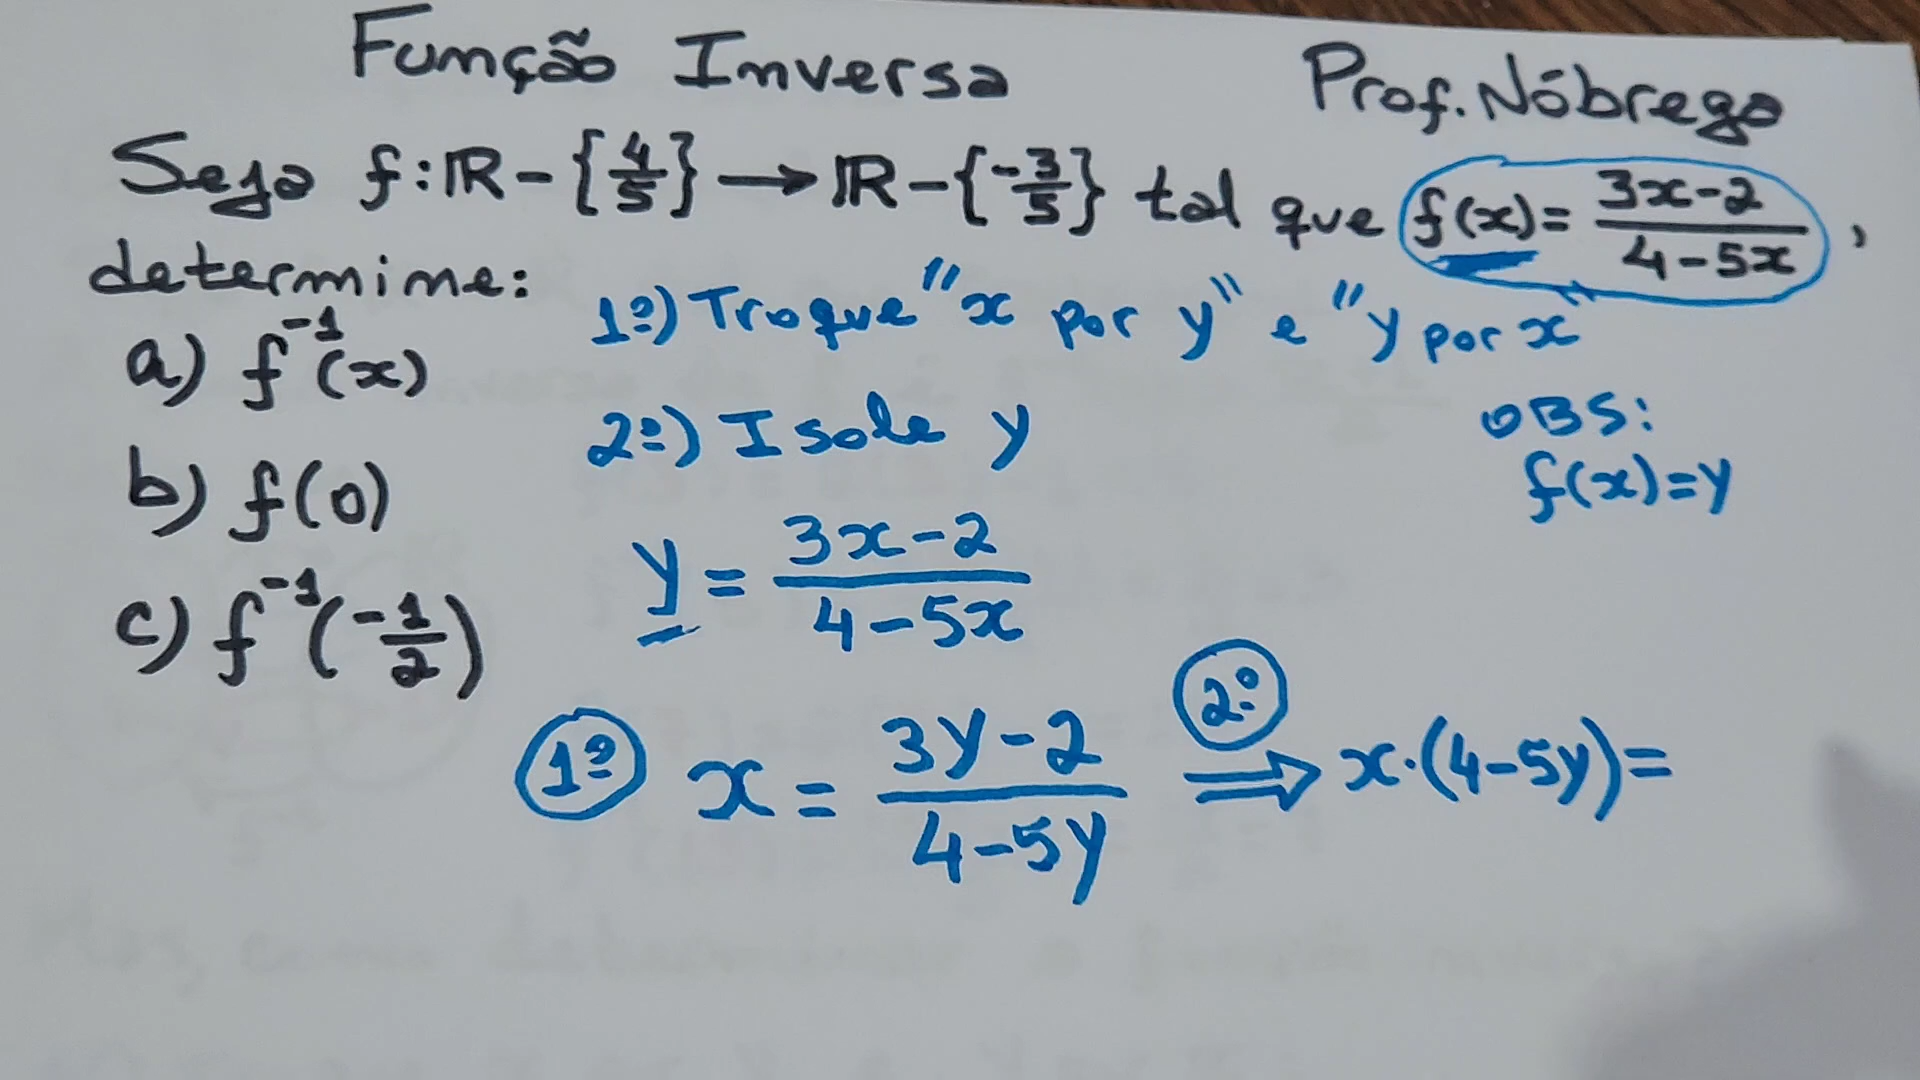 Função Inversa
Prof. Nóbrega
Seja f: ℝ - {4/5} → ℝ - {-3/5} tal que f(x) = (3x-2)/(4-5x),
determine:
1º) Troque "x por y" e "y por x"
a) f⁻¹(x)
2º) Isole y
OBS:
f(x)=y
b) f(0)
y = (3x-2)/(4-5x)
c) f⁻¹(-1/2)
1º x = (3y-2)/(4-5y) 2º ⇒ x·(4-5y)=